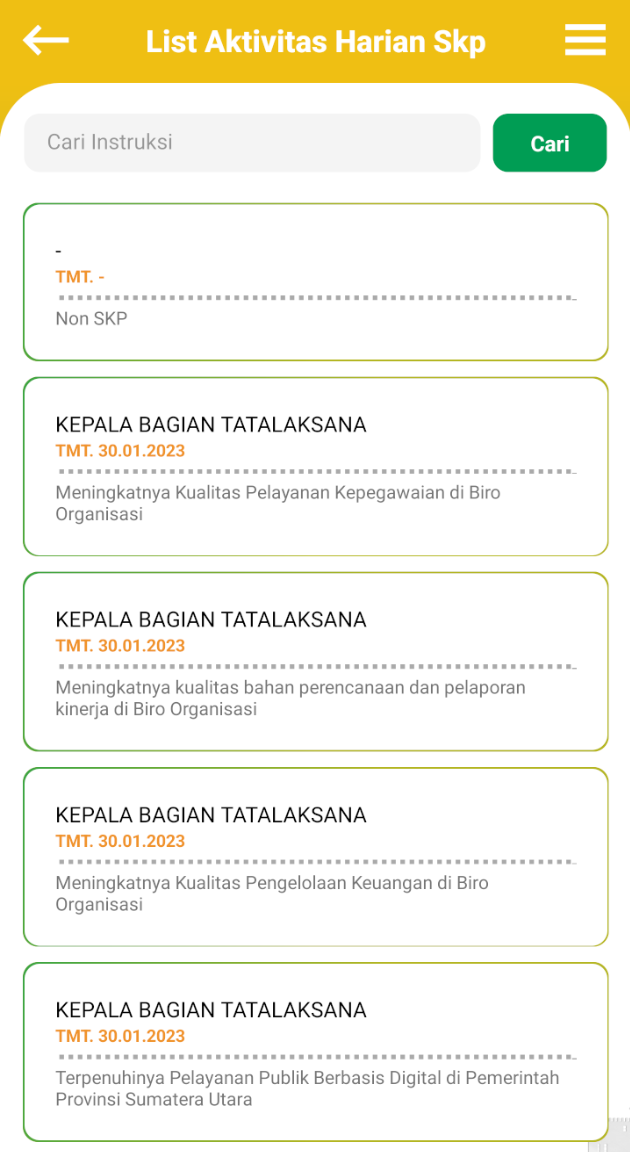 List Aktivitas Harian Skp
Cari Instruksi
Cari
-
TMT. -
Non SKP
KEPALA BAGIAN TATALAKSANA
TMT. 30.01.2023
Meningkatnya Kualitas Pelayanan Kepegawaian di Biro
Organisasi
KEPALA BAGIAN TATALAKSANA
TMT. 30.01.2023
Meningkatnya kualitas bahan perencanaan dan pelaporan
kinerja di Biro Organisasi
KEPALA BAGIAN TATALAKSANA
TMT. 30.01.2023
Meningkatnya Kualitas Pengelolaan Keuangan di Biro
Organisasi
KEPALA BAGIAN TATALAKSANA
TMT. 30.01.2023
Terpenuhinya Pelayanan Publik Berbasis Digital di Pemerintah
Provinsi Sumatera Utara